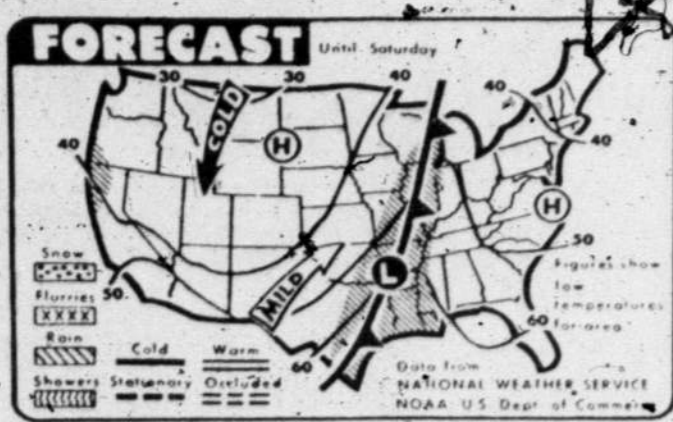 FORECAST Until Saturday
30 30 40
40
COLD
H
40
40
H
Snow
50
L
50
MILD
Flurries
Rain
Cold Warm
60
60
Showers Stationary Occluded
Figures show
low
temperatures
for area
Data from
NATIONAL WEATHER SERVICE
NOAA U.S. Dept of Commerce